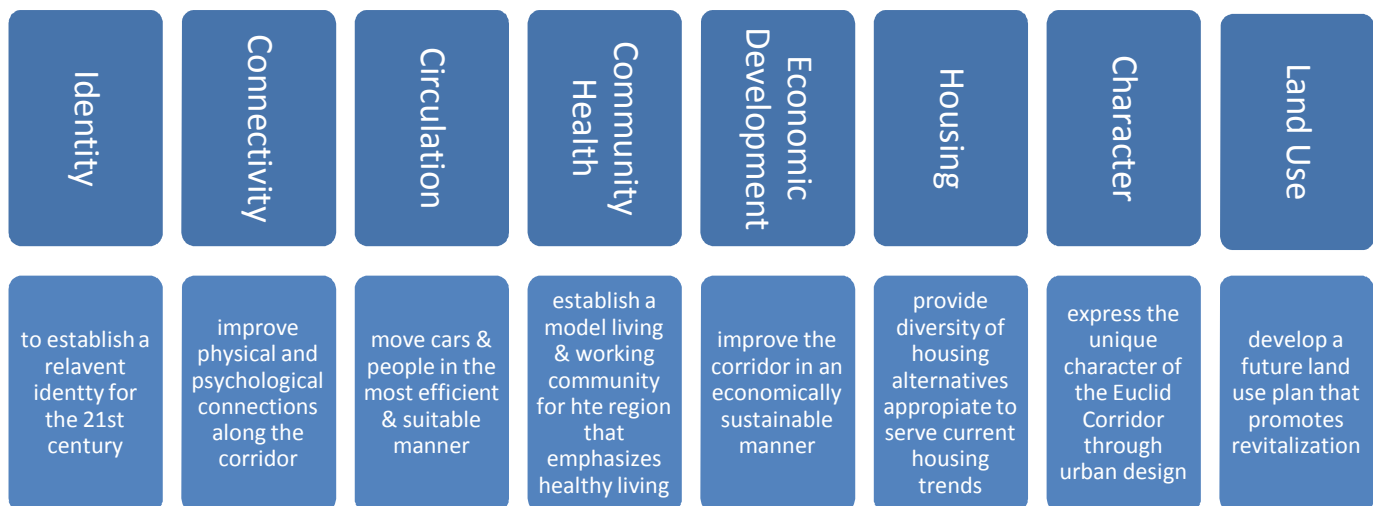 Identity
Connectivity
Circulation
Community
Health
Economic
Development
Housing
Character
Land Use
to establish a
relavent
identty for
the 21st
century
improve
physical and
psychological
connections
along the
corridor
move cars &
people in the
most efficient
& suitable
manner
establish a
model living
& working
community
for hte region
that
emphasizes
healthy living
improve the
corridor in an
economically
sustainable
manner
provide
diversity of
housing
alternatives
appropiate to
serve current
housing
trends
express the
unique
character of
the Euclid
Corridor
through
urban design
develop a
future land
use plan that
promotes
revitalization